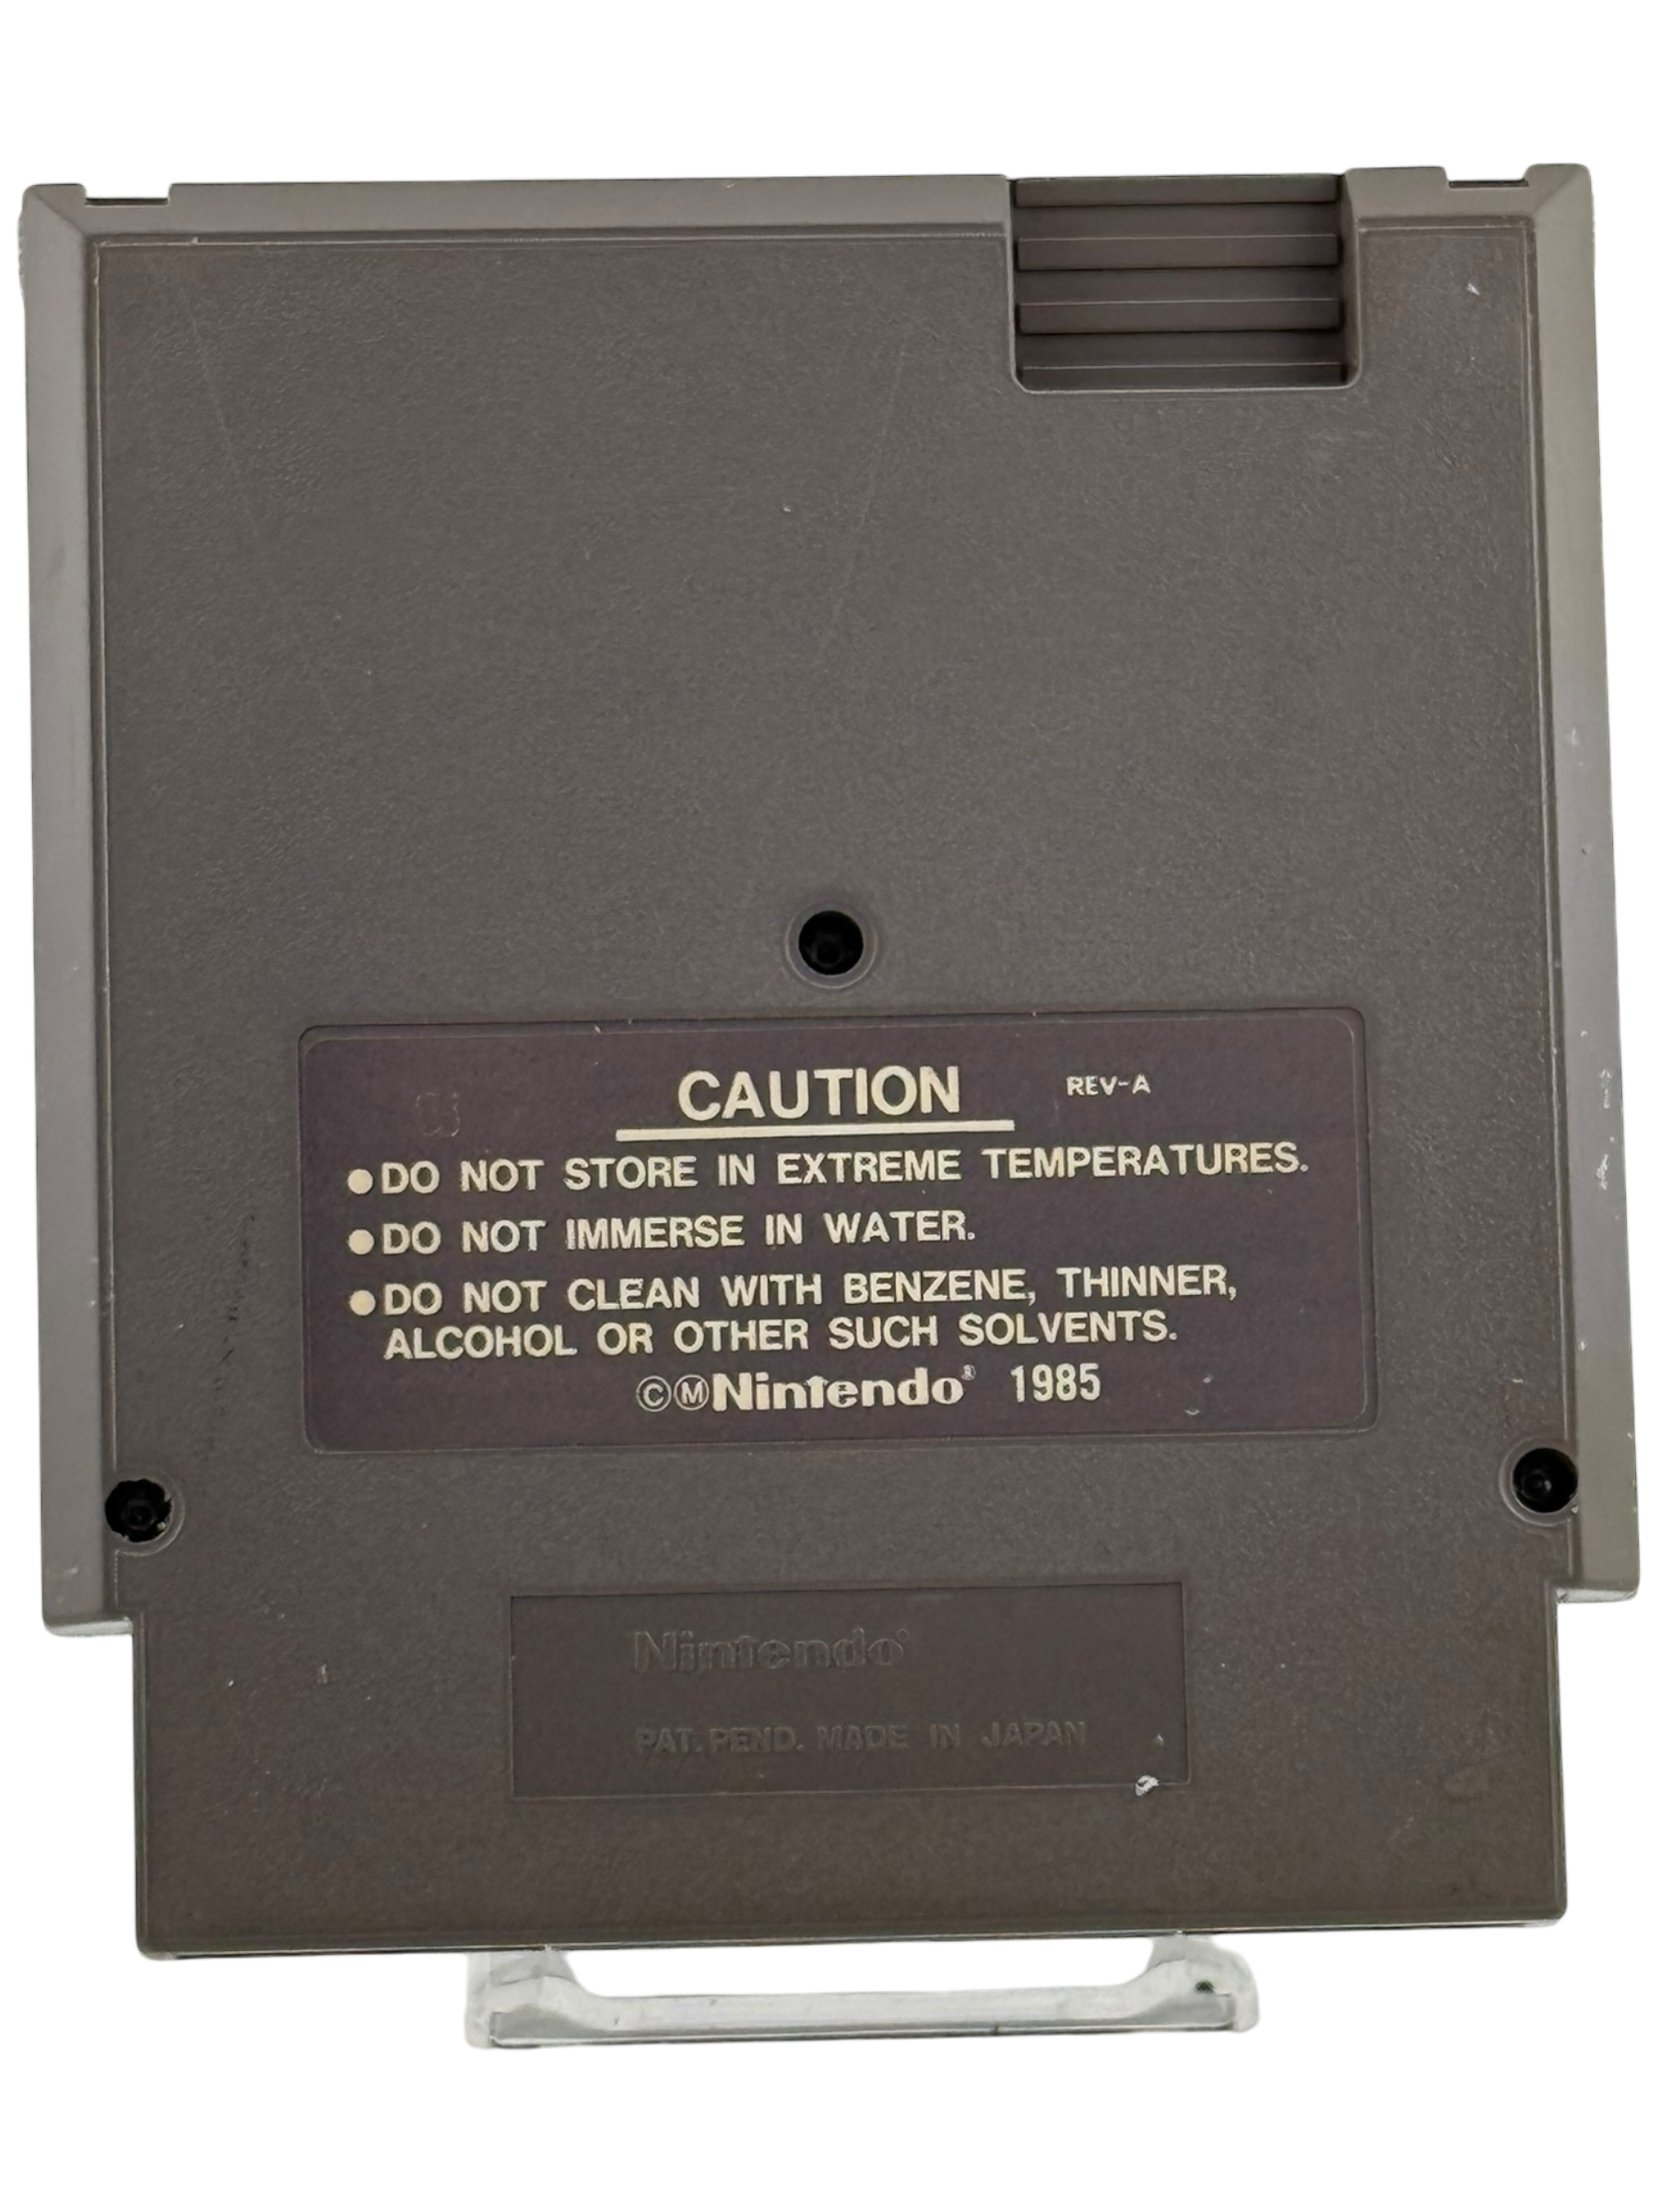 CAUTION REV-A
●DO NOT STORE IN EXTREME TEMPERATURES.
●DO NOT IMMERSE IN WATER.
●DO NOT CLEAN WITH BENZENE, THINNER,
ALCOHOL OR OTHER SUCH SOLVENTS.
©ⓂNintendo® 1985
Nintendo®
PAT. PEND. MADE IN JAPAN